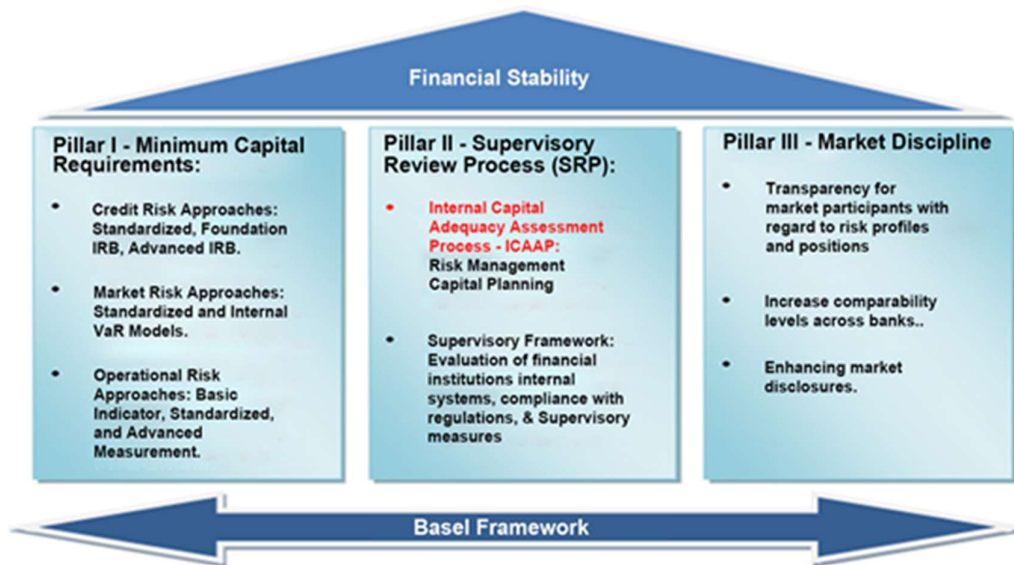 Financial Stability
Pillar I - Minimum Capital
Requirements:
• Credit Risk Approaches:
Standardized, Foundation
IRB, Advanced IRB.
• Market Risk Approaches:
Standardized and Internal
VaR Models.
• Operational Risk
Approaches: Basic
Indicator, Standardized,
and Advanced
Measurement.
Pillar II - Supervisory
Review Process (SRP):
• Internal Capital
Adequacy Assessment
Process - ICAAP:
Risk Management
Capital Planning
• Supervisory Framework:
Evaluation of financial
institutions internal
systems, compliance with
regulations, & Supervisory
measures
Pillar III - Market Discipline
• Transparency for
market participants with
regard to risk profiles
and positions
• Increase comparability
levels across banks..
• Enhancing market
disclosures.
Basel Framework